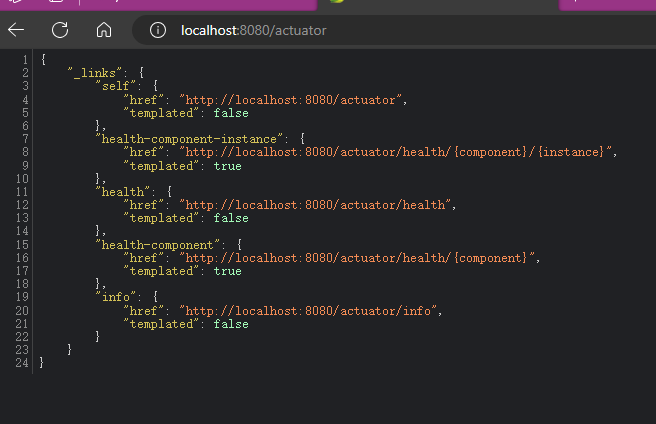 localhost:8080/actuator
1 {
2 "_links": {
3 "self": {
4 "href": "http://localhost:8080/actuator",
5 "templated": false
6 },
7 "health-component-instance": {
8 "href": "http://localhost:8080/actuator/health/{component}/{instance}",
9 "templated": true
10 },
11 "health": {
12 "href": "http://localhost:8080/actuator/health",
13 "templated": false
14 },
15 "health-component": {
16 "href": "http://localhost:8080/actuator/health/{component}",
17 "templated": true
18 },
19 "info": {
20 "href": "http://localhost:8080/actuator/info",
21 "templated": false
22 }
23 }
24 }